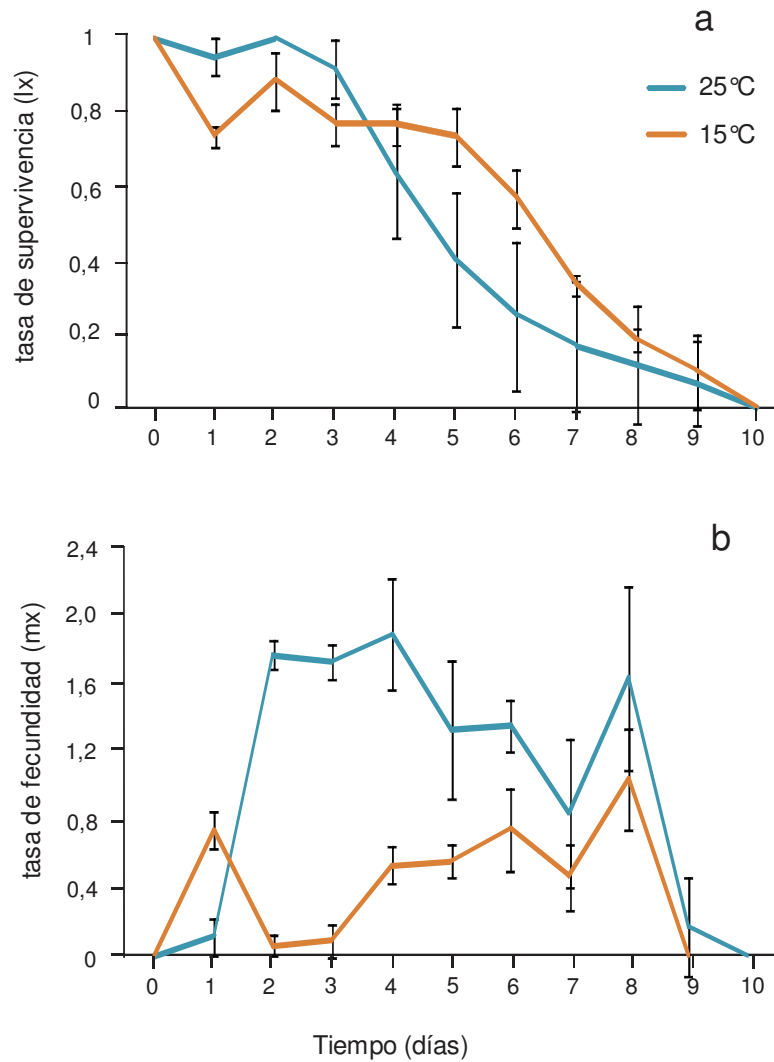 a
tasa de supervivencia (lx)
1
0,8
0,6
0,4
0,2
0
25°C
15°C
0 1 2 3 4 5 6 7 8 9 10
b
tasa de fecundidad (mx)
2,4
2,0
1,6
1,2
0,8
0,4
0
0 1 2 3 4 5 6 7 8 9 10
Tiempo (días)